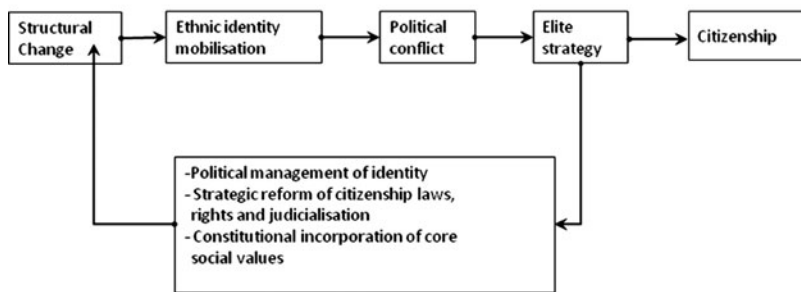 Structural
Change
Ethnic identity
mobilisation
Political
conflict
Elite
strategy
Citizenship
-Political management of identity
- Strategic reform of citizenship laws,
rights and judicialisation
- Constitutional incorporation of core
social values